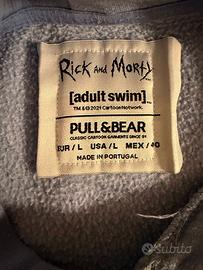 Rick and Morty
[adult swim]
TM & © 2021 Cartoon Network.
PULL&BEAR
CLASSIC CARTOON GARMENTS SINCE 91
EUR / L USA / L MEX / 40
MADE IN PORTUGAL
Subito